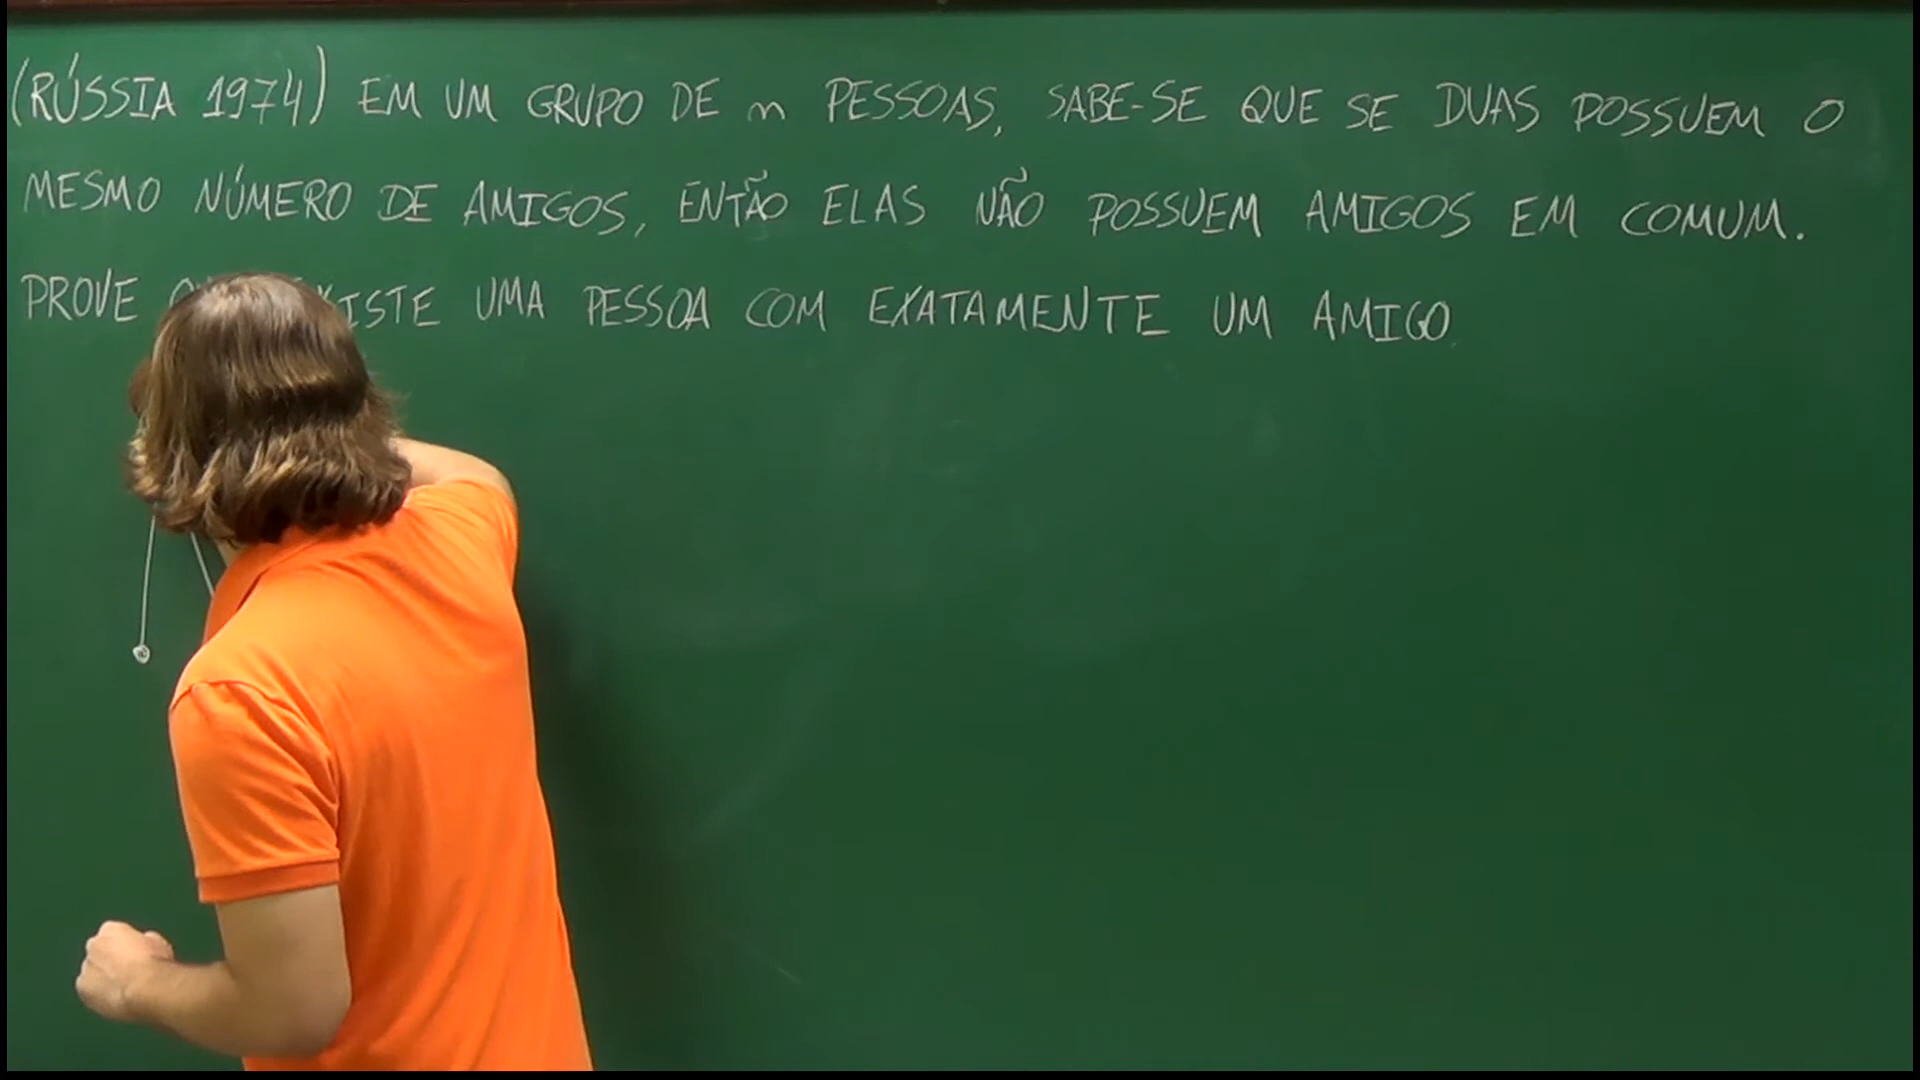 (RÚSSIA 1974) EM UM GRUPO DE n PESSOAS, SABE-SE QUE SE DUAS POSSUEM O
MESMO NÚMERO DE AMIGOS, ENTÃO ELAS NÃO POSSUEM AMIGOS EM COMUM.
PROVE UMA PESSOA COM EXATAMENTE UM AMIGO.